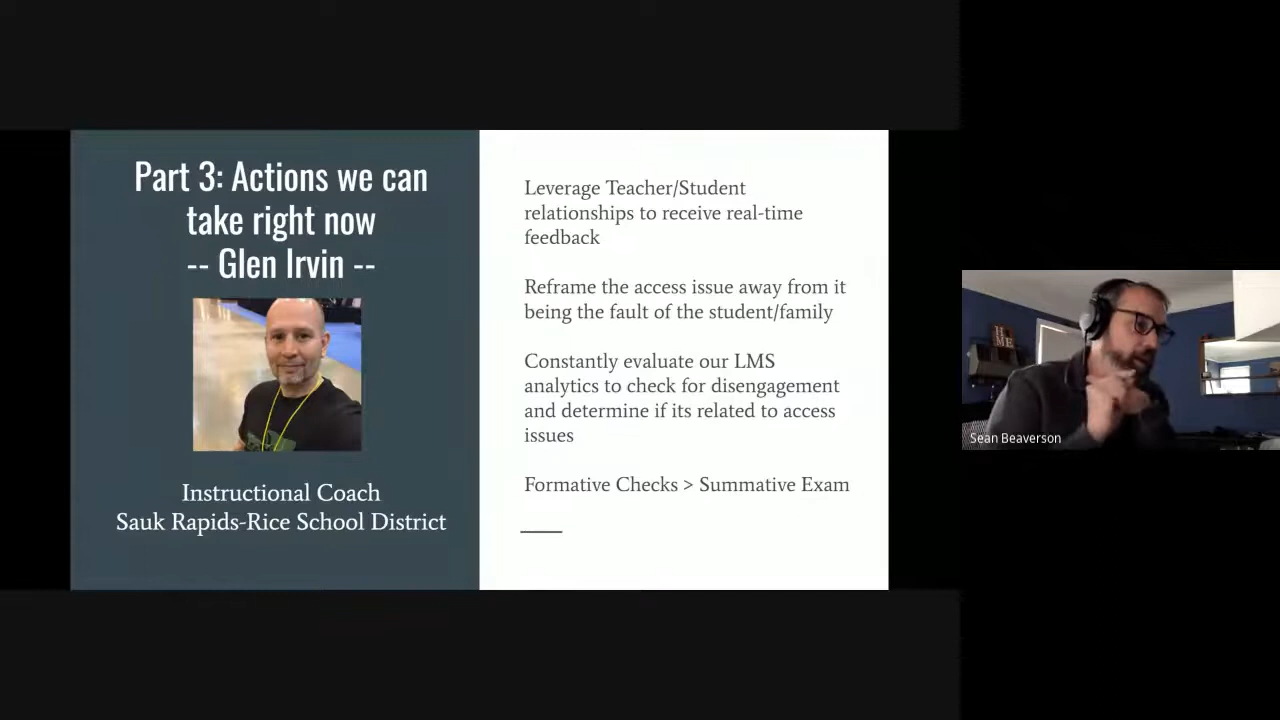 Part 3: Actions we can
take right now
-- Glen Irvin --
Instructional Coach
Sauk Rapids-Rice School District
Leverage Teacher/Student
relationships to receive real-time
feedback
Reframe the access issue away from it
being the fault of the student/family
Constantly evaluate our LMS
analytics to check for disengagement
and determine if its related to access
issues
Formative Checks > Summative Exam
Sean Beaverson